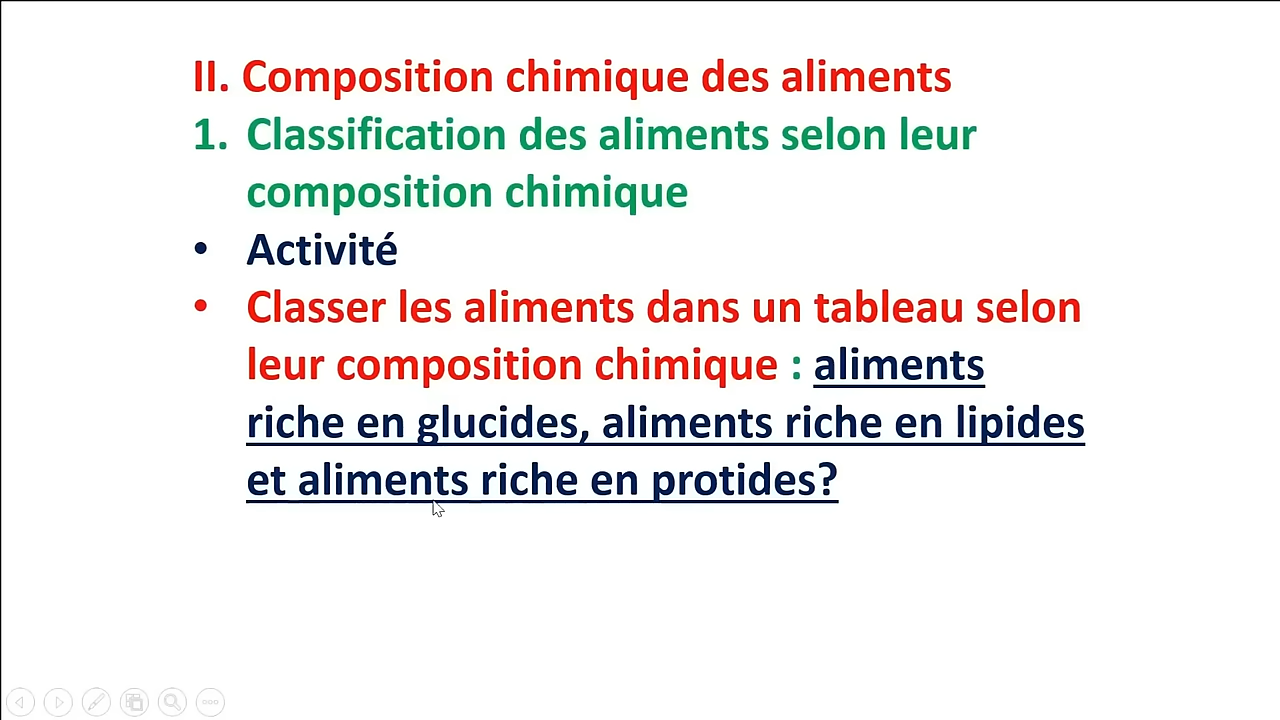 II. Composition chimique des aliments
1. Classification des aliments selon leur
composition chimique
• Activité
• Classer les aliments dans un tableau selon
leur composition chimique : aliments
riche en glucides, aliments riche en lipides
et aliments riche en protides?